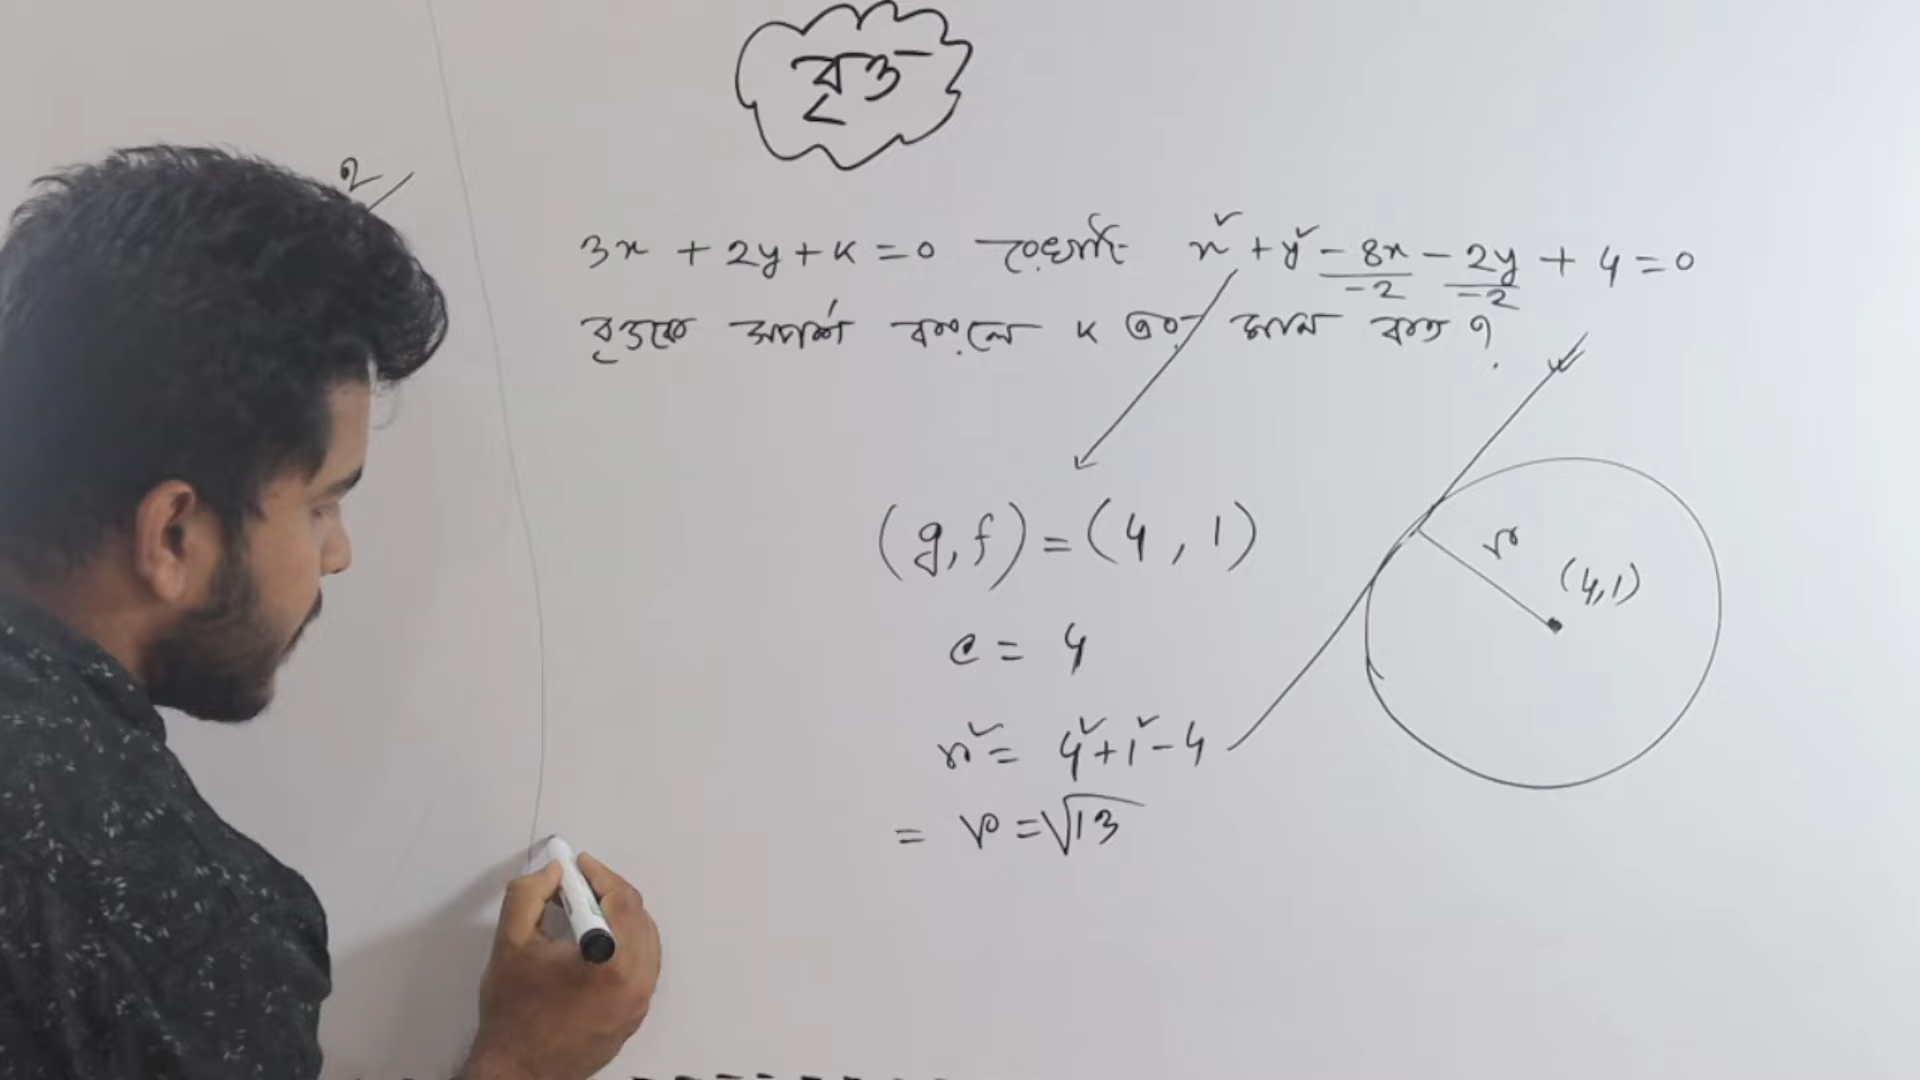 বৃত্ত
2
3x + 2y + k = 0 রেখাটি x² + y² - 8x - 2y + 4 = 0
-2 -2
বৃত্তকে স্পর্শ করলে k এর মান কত ?
(g, f) = (4, 1)
r
(4,1)
c = 4
r² = 4² + 1² - 4
= r = √13